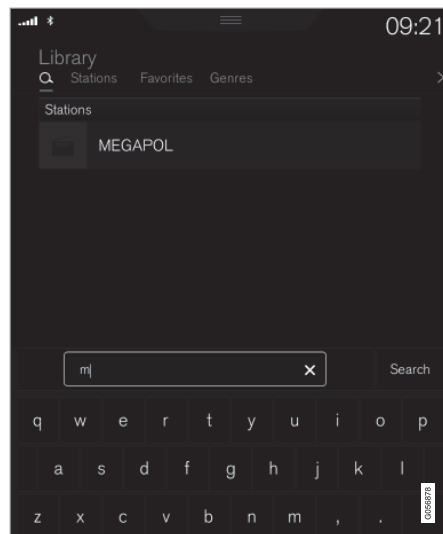 09:21
Library
Stations Favorites Genres
Stations
MEGAPOL
m
Search
q w e r t y u i o p
a s d f g h j k l
z x c v b n m , .
G056878